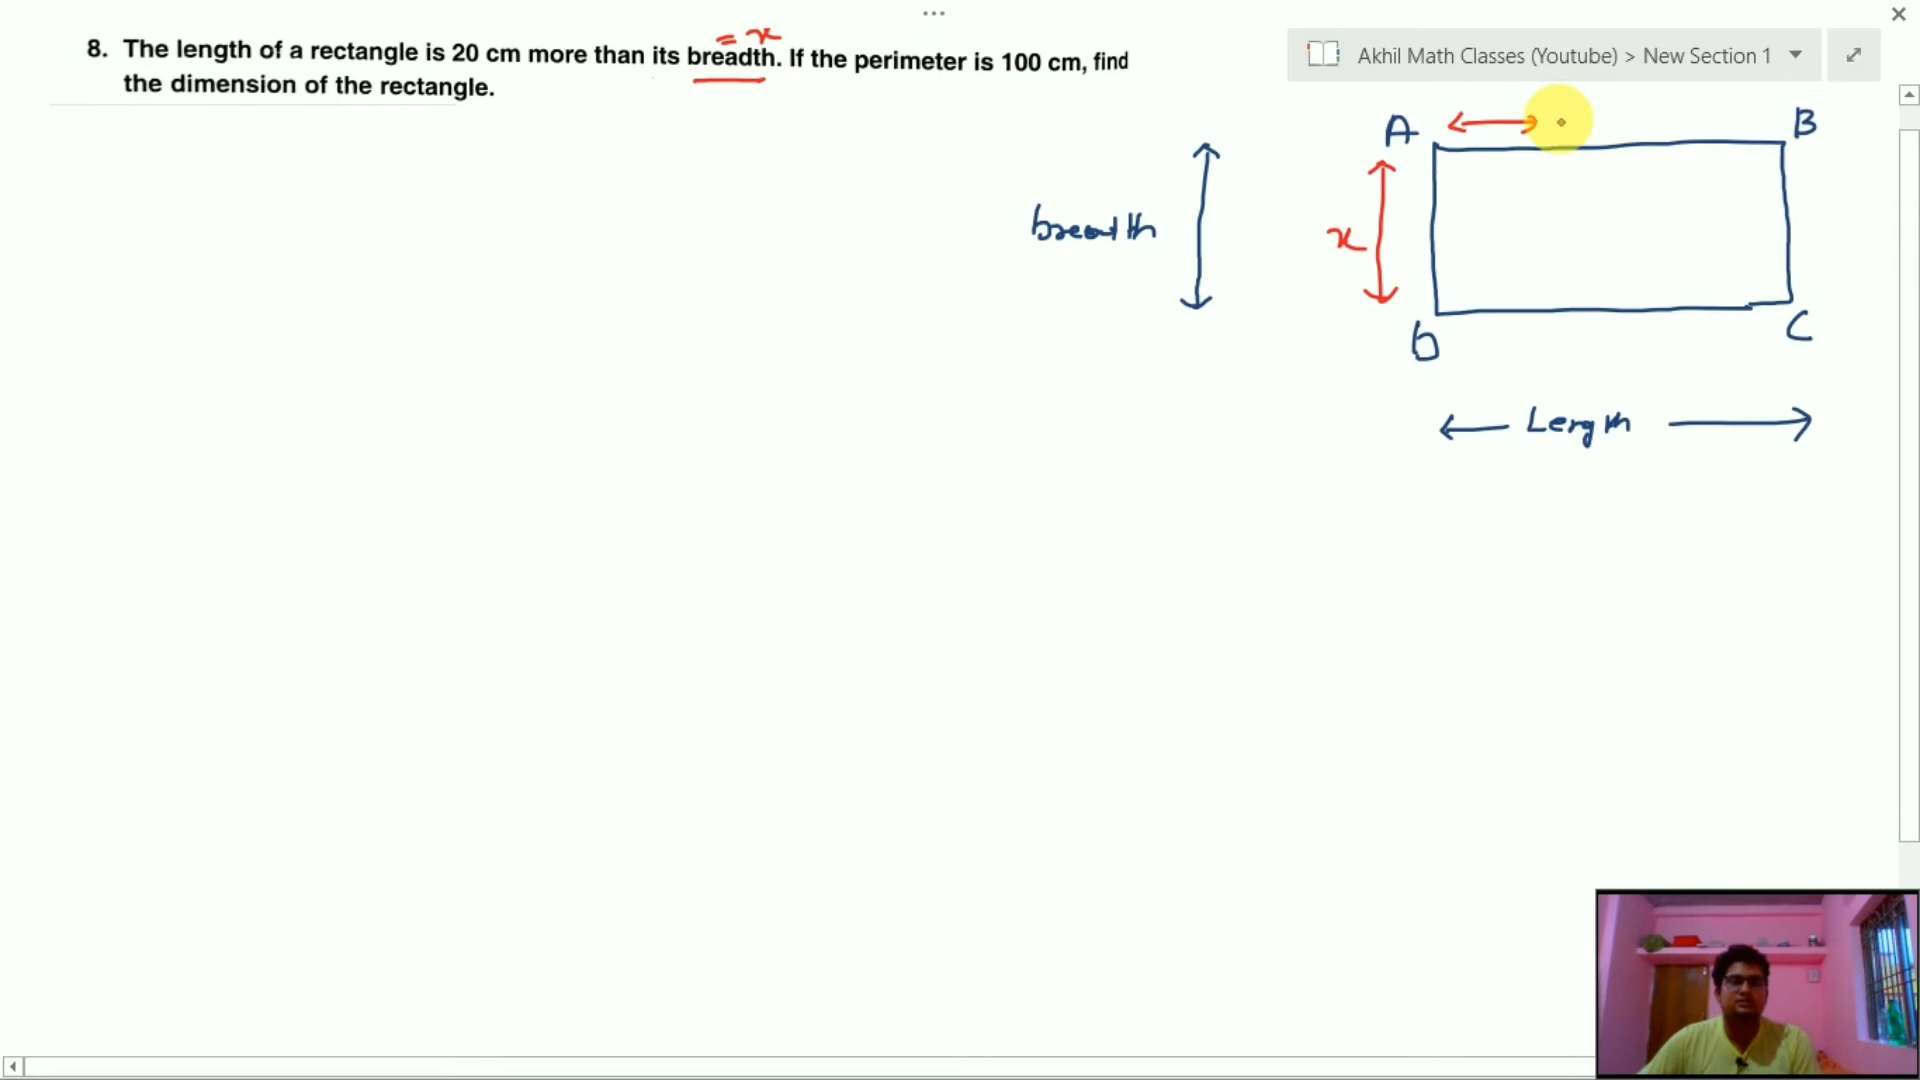 = x
8. The length of a rectangle is 20 cm more than its breadth. If the perimeter is 100 cm, find
the dimension of the rectangle.
Akhil Math Classes (Youtube) > New Section 1
A
B
breadth
x
D
C
Length